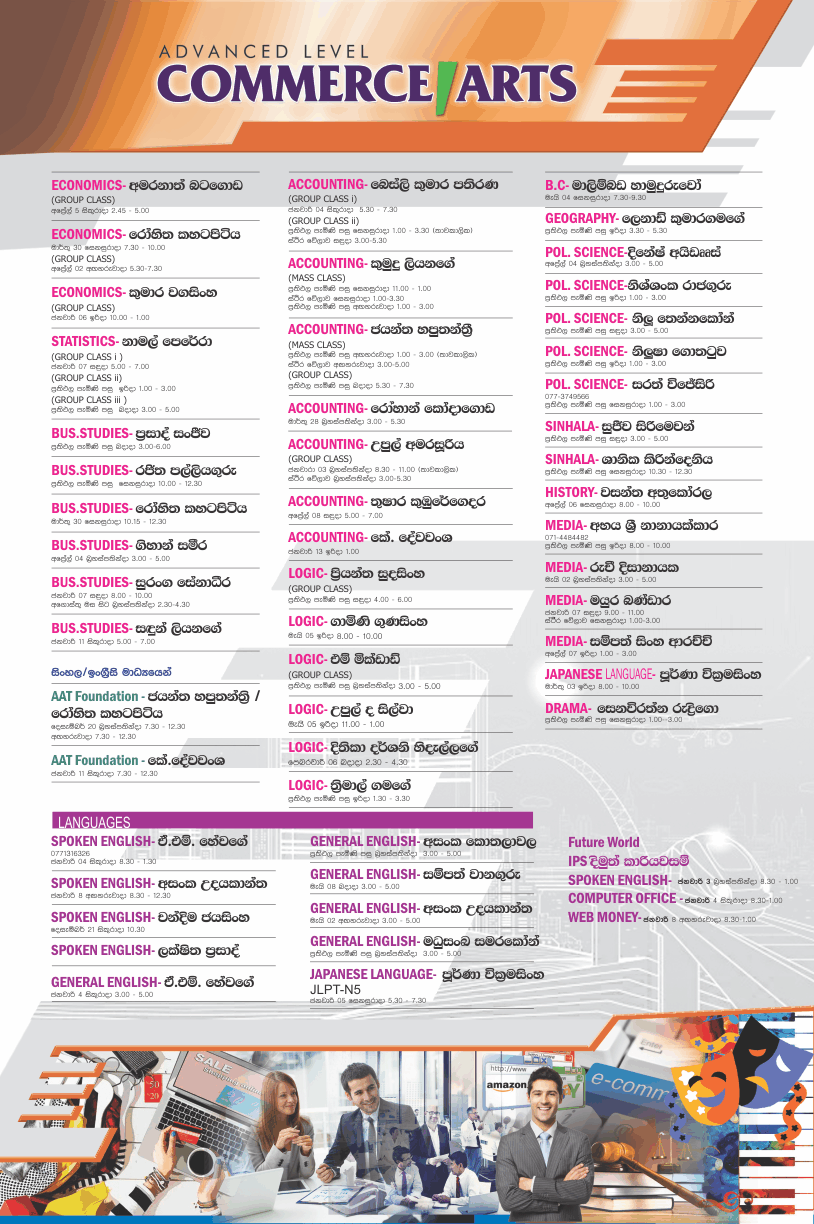 ADVANCED LEVEL
COMMERCE/ARTS
ECONOMICS- අමරනාත් බටගොඩ
(GROUP CLASS)
අප්‍රේල් 5 සිකුරාදා 2.45 - 5.00
ECONOMICS- රෝහිත කහටපිටිය
මාර්තු 30 සෙනසුරාදා 7.30 - 10.00
(GROUP CLASS)
අප්‍රේල් 02 අඟහරුවාදා 5.30-7.30
ECONOMICS- කුමාර වගසිංහ
(GROUP CLASS)
ජනවාරි 06 ඉරිදා 10.00 - 1.00
STATISTICS- නාමල් පෙරේරා
(GROUP CLASS i )
ජනවාරි 07 සඳුදා 5.00 - 7.00
(GROUP CLASS ii)
ප්‍රතිඵල පැමිණි පසු ඉරිදා 1.00 - 3.00
(GROUP CLASS iii )
ප්‍රතිඵල පැමිණි පසු බදාදා 3.00 - 5.00
BUS.STUDIES- ප්‍රසාද් සංජීව
ප්‍රතිඵල පැමිණි පසු බදාදා 3.00-6.00
BUS.STUDIES- රජිත පල්ලියගුරු
ප්‍රතිඵල පැමිණි පසු සෙනසුරාදා 10.00 - 12.30
BUS.STUDIES- රෝහිත කහටපිටිය
මාර්තු 30 සෙනසුරාදා 10.15 - 12.30
BUS.STUDIES- ගිහාන් සමීර
අප්‍රේල් 04 බ්‍රහස්පතින්දා 3.00 - 5.00
BUS.STUDIES- සුරංග සේනාධීර
ජනවාරි 07 සඳුදා 8.00 - 10.00
අගෝස්තු මස සිට බ්‍රහස්පතින්දා 2.30-4.30
BUS.STUDIES- සඳුන් ලියනගේ
ජනවාරි 11 සිකුරාදා 5.00 - 7.00
සිංහල/ඉංග්‍රීසි මාධ්‍යයෙන්
AAT Foundation - ජයන්ත හපුතන්ත්‍රි /
රෝහිත කහටපිටිය
දෙසැම්බර් 20 බ්‍රහස්පතින්දා 7.30 - 12.30
අඟහරුවාදා 7.30 - 12.30
AAT Foundation - කේ.දේවවංශ
ජනවාරි 11 සිකුරාදා 7.30 - 12.30
ACCOUNTING- බෙස්ලි කුමාර පතිරණ
(GROUP CLASS i)
ජනවාරි 04 සිකුරාදා 5.30 - 7.30
(GROUP CLASS ii)
ප්‍රතිඵල පැමිණි පසු සෙනසුරාදා 1.00 - 3.30 (තාවකාලික)
ස්ථිර වේලාව සඳුදා 3.00-5.30
ACCOUNTING- කුමුදු ලියනගේ
(MASS CLASS)
ප්‍රතිඵල පැමිණි පසු සෙනසුරාදා 11.00 - 1.00
ස්ථිර වේලාව සෙනසුරාදා 1.00-3.30
ප්‍රතිඵල පැමිණි පසු අඟහරුවාදා 1.00 - 3.00
ACCOUNTING- ජයන්ත හපුතන්ත්‍රී
(MASS CLASS)
ප්‍රතිඵල පැමිණි පසු අඟහරුවාදා 1.00 - 3.00 (තාවකාලික)
ස්ථිර වේලාව අඟහරුවාදා 3.00-5.00
(GROUP CLASS)
ප්‍රතිඵල පැමිණි පසු බදාදා 5.30 - 7.30
ACCOUNTING- රෝහාන් කෝදාගොඩ
මාර්තු 28 බ්‍රහස්පතින්දා 3.00 - 5.30
ACCOUNTING- උපුල් අමරසූරිය
(GROUP CLASS)
ජනවාරි 03 බ්‍රහස්පතින්දා 8.30 - 11.00 (තාවකාලික)
ස්ථිර වේලාව බ්‍රහස්පතින්දා 3.00-5.30
ACCOUNTING- තුෂාර කුඹුරේගෙදර
අප්‍රේල් 08 සඳුදා 5.00 - 7.00
ACCOUNTING- කේ. දේවවංශ
ජනවාරි 13 ඉරිදා 1.00
LOGIC- ප්‍රියන්ත සුදසිංහ
(GROUP CLASS)
ප්‍රතිඵල පැමිණි පසු සඳුදා 4.00 - 6.00
LOGIC- ගාමිණි ගුණසිංහ
මැයි 05 ඉරිදා 8.00 - 10.00
LOGIC- එම් මික්ඩාඩ්
(GROUP CLASS)
ප්‍රතිඵල පැමිණි පසු බ්‍රහස්පතින්දා 3.00 - 5.00
LOGIC- උපුල් ද සිල්වා
මැයි 05 ඉරිදා 11.00 - 1.00
LOGIC- දිතිකා දර්ශනි හිදැල්ලගේ
පෙබරවාරි 06 බදාදා 2.30 - 4.30
LOGIC- ත්‍රිමාල් ගමගේ
ප්‍රතිඵල පැමිණි පසු ඉරිදා 1.30 - 3.30
B.C- මාලිම්බඩ හාමුදුරුවෝ
මැයි 04 සෙනසුරාදා 7.30-9.30
GEOGRAPHY- ලෙනාඩ් කුමාරගමගේ
ප්‍රතිඵල පැමිණි පසු ඉරිදා 3.30 - 5.30
POL. SCIENCE-දිනේෂ් අයිඩෲස්
අප්‍රේල් 04 බ්‍රහස්පතින්දා 3.00 - 5.00
POL. SCIENCE-නිශ්ශංක රාජගුරු
ප්‍රතිඵල පැමිණි පසු ඉරිදා 1.00 - 3.00
POL. SCIENCE- නිලූ තෙන්නකෝන්
ප්‍රතිඵල පැමිණි පසු සඳුදා 3.00 - 5.00
POL. SCIENCE- නිලුෂා ගොතටුව
ප්‍රතිඵල පැමිණි පසු ඉරිදා 1.00 - 3.00
POL. SCIENCE- සරත් විජේසිරි
077-3749566
ප්‍රතිඵල පැමිණි පසු සෙනසුරාදා 1.00 - 3.00
SINHALA- සුජීව සිරිමෙවන්
ප්‍රතිඵල පැමිණි පසු සඳුදා 3.00 - 5.00
SINHALA- ශානික කිරින්දෙනිය
ප්‍රතිඵල පැමිණි පසු සෙනසුරාදා 10.30 - 12.30
HISTORY- වසන්ත අතුකෝරල
අප්‍රේල් 06 සෙනසුරාදා 8.00 - 10.00
MEDIA- අභය ශ්‍රී නානායක්කාර
071-4484482
ප්‍රතිඵල පැමිණි පසු ඉරිදා 8.00 - 10.00
MEDIA- රුචී දිසානායක
මැයි 02 බ්‍රහස්පතින්දා 3.00 - 5.00
MEDIA- මයුර බණ්ඩාර
ජනවාරි 07 සඳුදා 9.00 - 11.00
ස්ථිර වේලාව සෙනසුරාදා 1.00-3.00
MEDIA- සම්පත් සිංහ ආරච්චි
අප්‍රේල් 07 ඉරිදා 1.00 - 3.00
JAPANESE LANGUAGE- පූර්ණා වික්‍රමසිංහ
මාර්තු 03 ඉරිදා 8.00 - 10.00
DRAMA- සෙනවිරත්න රුද්‍රිගෝ
ප්‍රතිඵල පැමිණි පසු සෙනසුරාදා 1.00--3.00
LANGUAGES
SPOKEN ENGLISH- ඒ.එම්. හේවගේ
0771316326
ජනවාරි 04 සිකුරාදා 8.30 - 1.30
SPOKEN ENGLISH- අසංක උදයකාන්ත
ජනවාරි 8 අඟහරුවාදා 8.30 - 12.30
SPOKEN ENGLISH- චන්දිම ජයසිංහ
දෙසැම්බර් 21 සිකුරාදා 10.30
SPOKEN ENGLISH- ලක්ෂිත ප්‍රසාද්
GENERAL ENGLISH- ඒ.එම්. හේවගේ
ජනවාරි 4 සිකුරාදා 3.00 - 5.00
GENERAL ENGLISH- අසංක කොතලාවල
ප්‍රතිඵල පැමිණි පසු බ්‍රහස්පතින්දා 3.00 - 5.00
GENERAL ENGLISH- සම්පත් වානගුරු
මැයි 08 බදාදා 3.00 - 5.00
GENERAL ENGLISH- අසංක උදයකාන්ත
මැයි 02 අඟහරුවාදා 3.00 - 5.00
GENERAL ENGLISH- මධුසංඛ සමරකෝන්
ප්‍රතිඵල පැමිණි පසු බ්‍රහස්පතින්දා 3.00 - 5.00
JAPANESE LANGUAGE- පූර්ණා වික්‍රමසිංහ
JLPT-N5
ජනවාරි 05 සෙනසුරාදා 5.30 - 7.30
Future World
IPS දිමුත් කාරියවසම්
SPOKEN ENGLISH- ජනවාරි 3 බ්‍රහස්පතින්දා 8.30 - 1.00
COMPUTER OFFICE - ජනවාරි 4 සිකුරාදා 8.30-1.00
WEB MONEY- ජනවාරි 8 අඟහරුවාදා 8.30-1.00
SALE
shopping online
50
20
http://www
amazon
e-comm
Enter